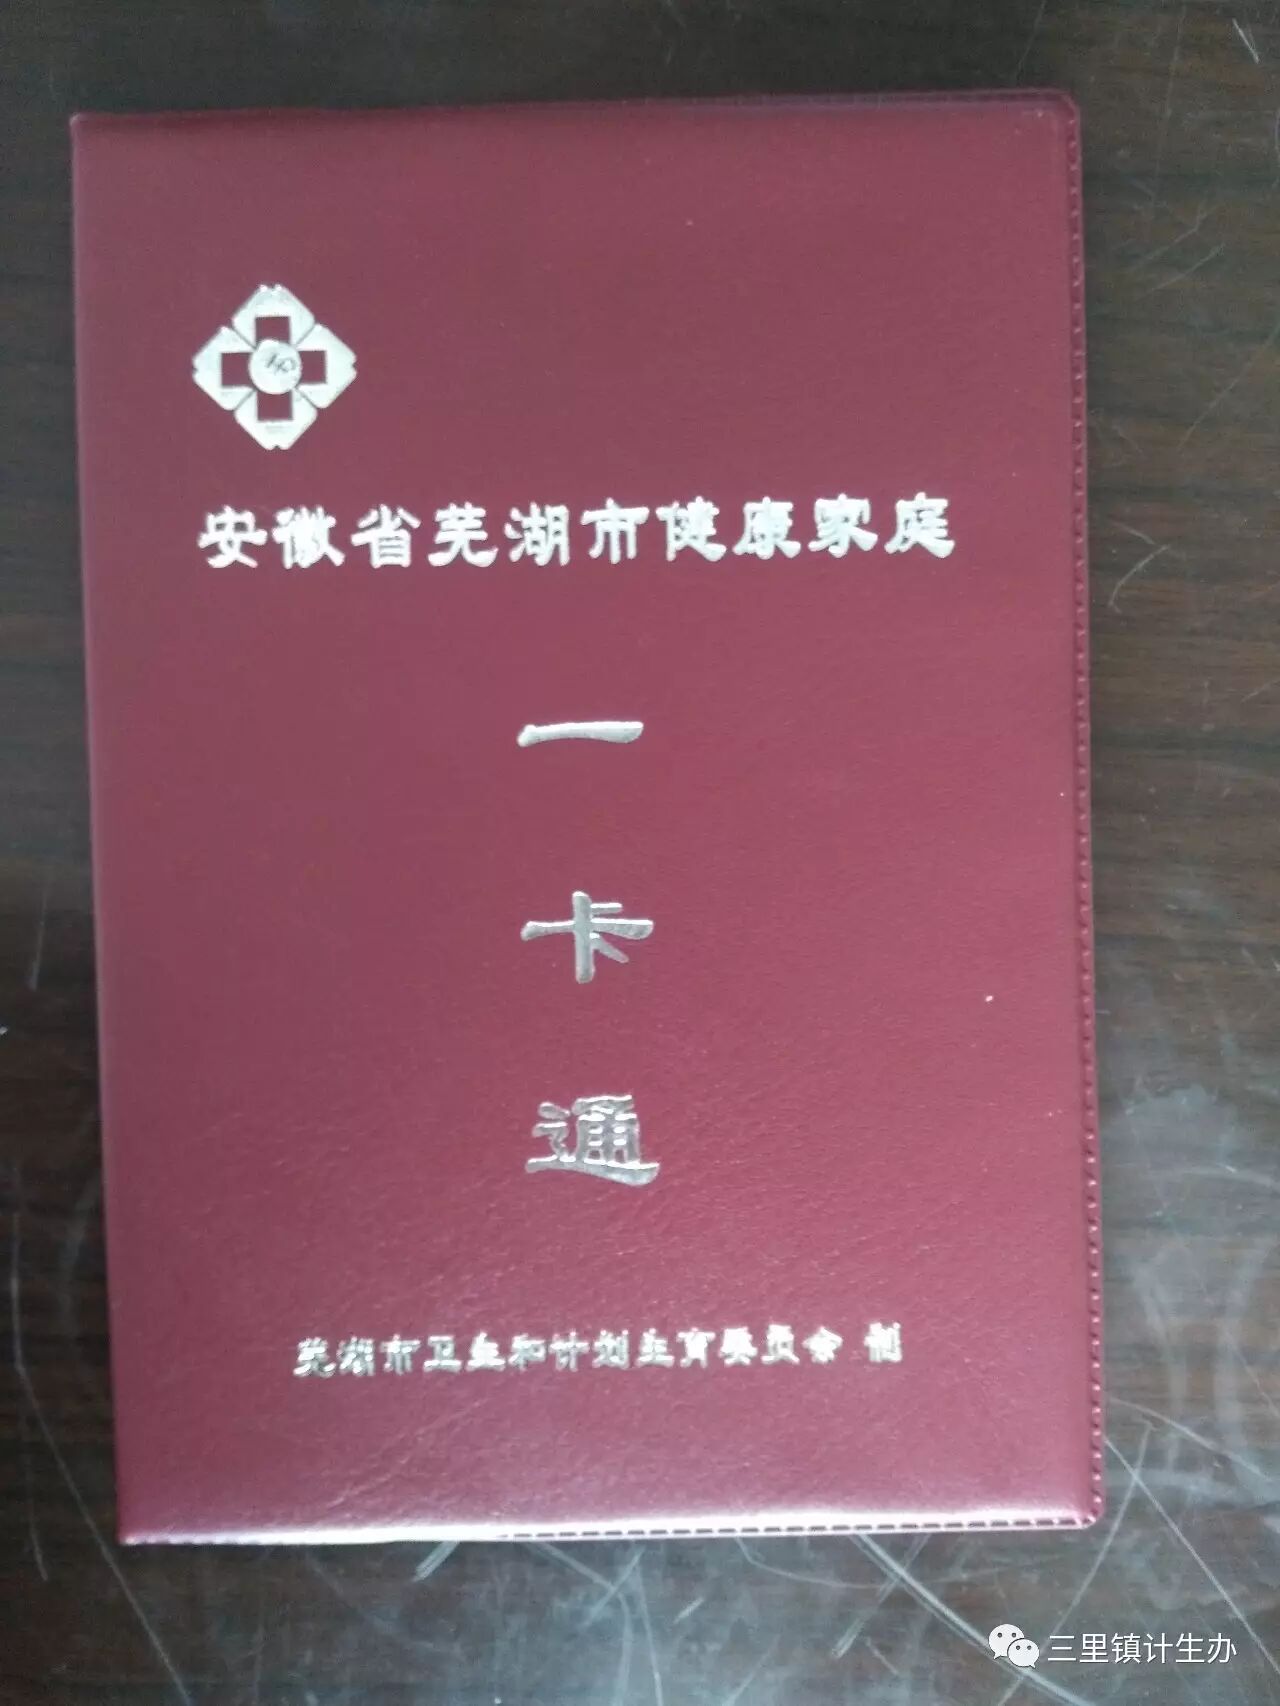 安徽省芜湖市健康家庭
一
卡
通
芜湖市卫生和计划生育委员会 制
三里镇计生办